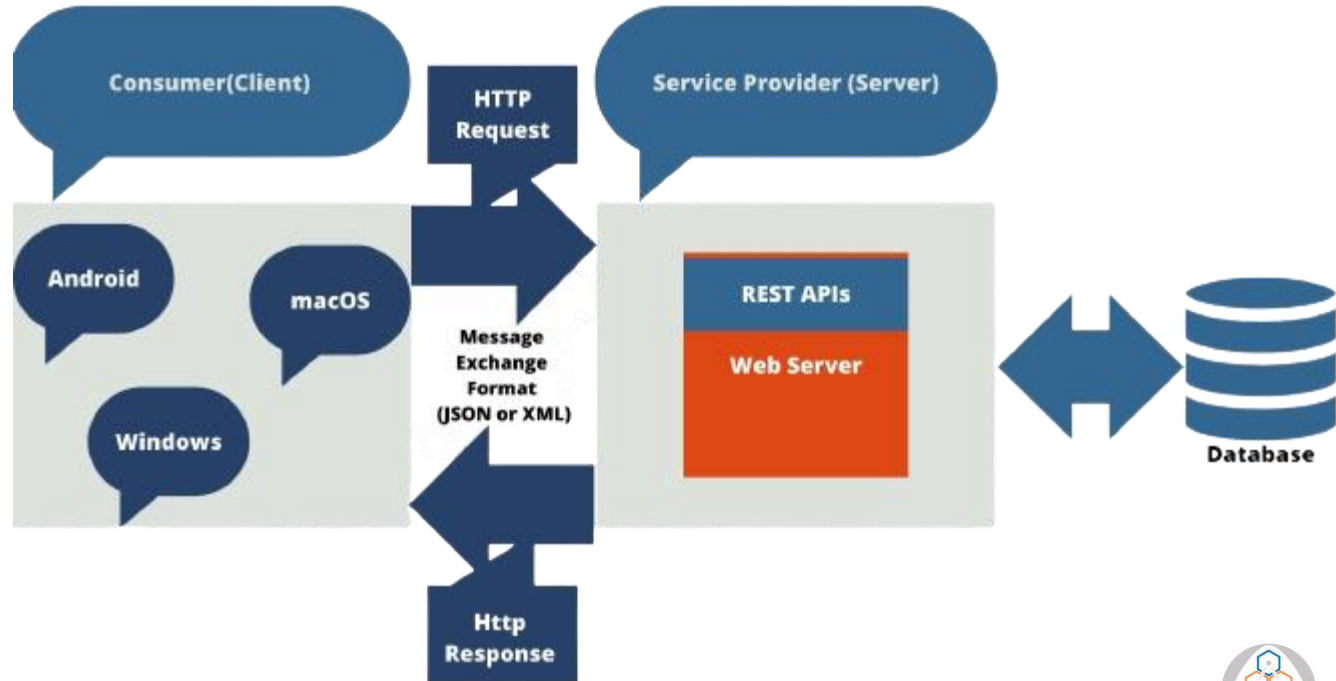 Consumer(Client)
HTTP
Request
Service Provider (Server)
Android
macOS
Windows
Message
Exchange
Format
(JSON or XML)
REST APIs
Web Server
Database
Http
Response